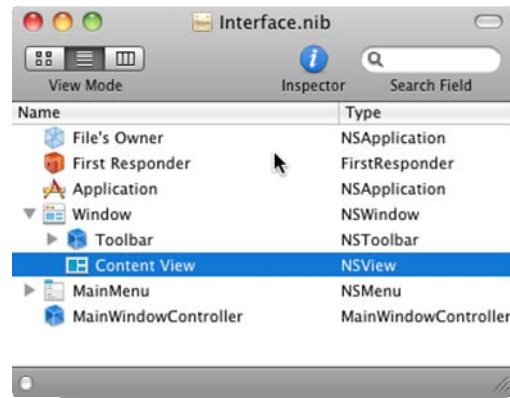 Interface.nib
View Mode Inspector Search Field
Name Type
File's Owner NSApplication
First Responder FirstResponder
Application NSApplication
Window NSWindow
Toolbar NSToolbar
Content View NSView
MainMenu NSMenu
MainWindowController MainWindowController